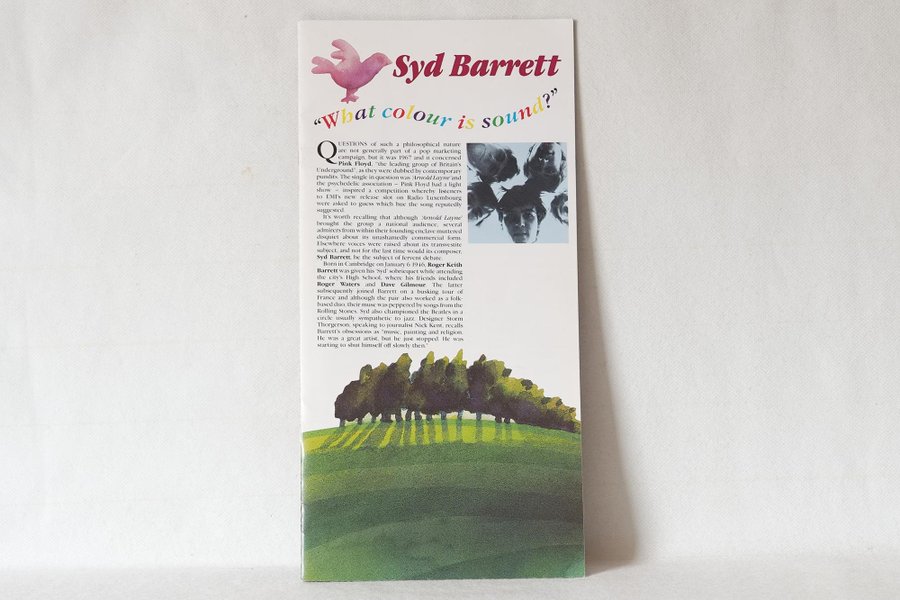 Syd Barrett
“What colour is sound?”
QUESTIONS of such a philosophical nature
are not generally part of a pop marketing
campaign, but it was 1967 and it concerned
Pink Floyd, "the leading group of Britain's
Underground", as they were dubbed by contemporary
pundits. The single in question was 'Arnold Layne' and
the psychedelic association – Pink Floyd had a light
show – inspired a competition whereby listeners
to EMI's new release slot on Radio Luxembourg
were asked to guess which hue the song reputedly
suggested.
It's worth recalling that although 'Arnold Layne'
brought the group a national audience, several
admirers from within their founding enclave muttered
disquiet about its unashamedly commercial form.
Elsewhere voices were raised about its transvestite
subject, and not for the last time would its composer,
Syd Barrett, be the subject of fervent debate.
Born in Cambridge on January 6 1946, Roger Keith
Barrett was given his 'Syd' sobriequet while attending
the city's High School, where his friends included
Roger Waters and Dave Gilmour. The latter
subsequently joined Barrett on a busking tour of
France and although the pair also worked as a folk-
based duo, their muse was peppered by songs from the
Rolling Stones. Syd also championed the Beatles in a
circle usually sympathetic to jazz. Designer Storm
Thorgerson, speaking to journalist Nick Kent, recalls
Barrett's obsessions as "music, painting and religion.
He was a great artist, but he just stopped. He was
starting to shut himself off slowly then."